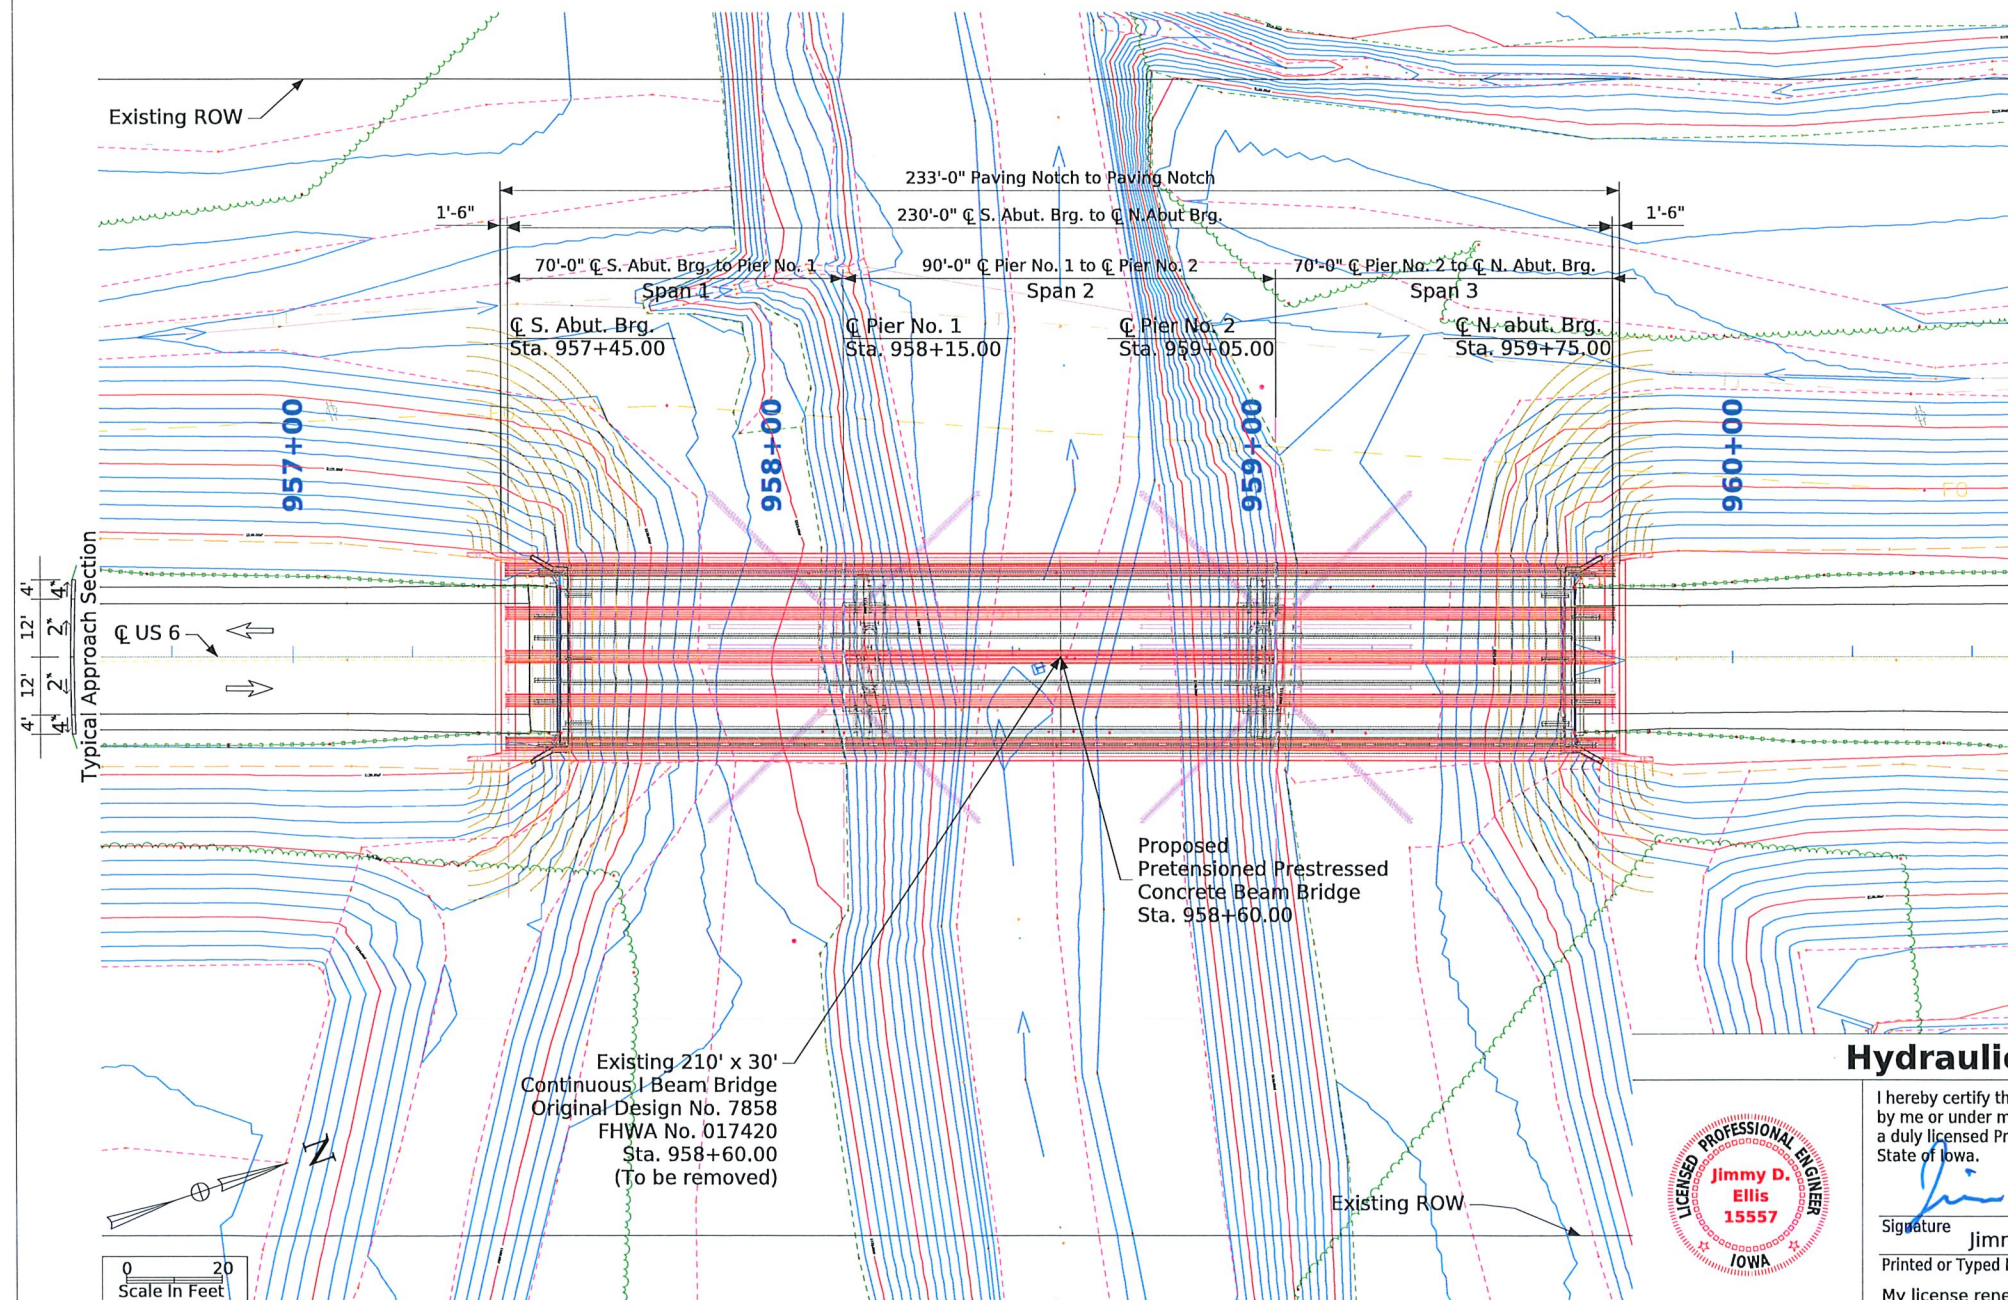 Existing ROW
233'-0" Paving Notch to Paving Notch
1'-6"
230'-0" ℄ S. Abut. Brg. to ℄ N.Abut Brg.
1'-6"
70'-0" ℄ S. Abut. Brg. to Pier No. 1
90'-0" ℄ Pier No. 1 to ℄ Pier No. 2
70'-0" ℄ Pier No. 2 to ℄ N. Abut. Brg.
Span 1
Span 2
Span 3
℄ S. Abut. Brg.
Sta. 957+45.00
℄ Pier No. 1
Sta. 958+15.00
℄ Pier No. 2
Sta. 959+05.00
℄ N. abut. Brg.
Sta. 959+75.00
957+00
958+00
959+00
960+00
Typical Approach Section
4'
12'
12'
4'
4%
2%
2%
4%
℄ US 6
Proposed
Pretensioned Prestressed
Concrete Beam Bridge
Sta. 958+60.00
Existing 210' x 30'
Continuous I Beam Bridge
Original Design No. 7858
FHWA No. 017420
Sta. 958+60.00
(To be removed)
N
0 20
Scale In Feet
Existing ROW
Hydraulic
LICENSED PROFESSIONAL ENGINEER
Jimmy D.
Ellis
15557
IOWA
I hereby certify th
by me or under m
a duly licensed Pr
State of Iowa.
Signature
Jimm
Printed or Typed
My license rene